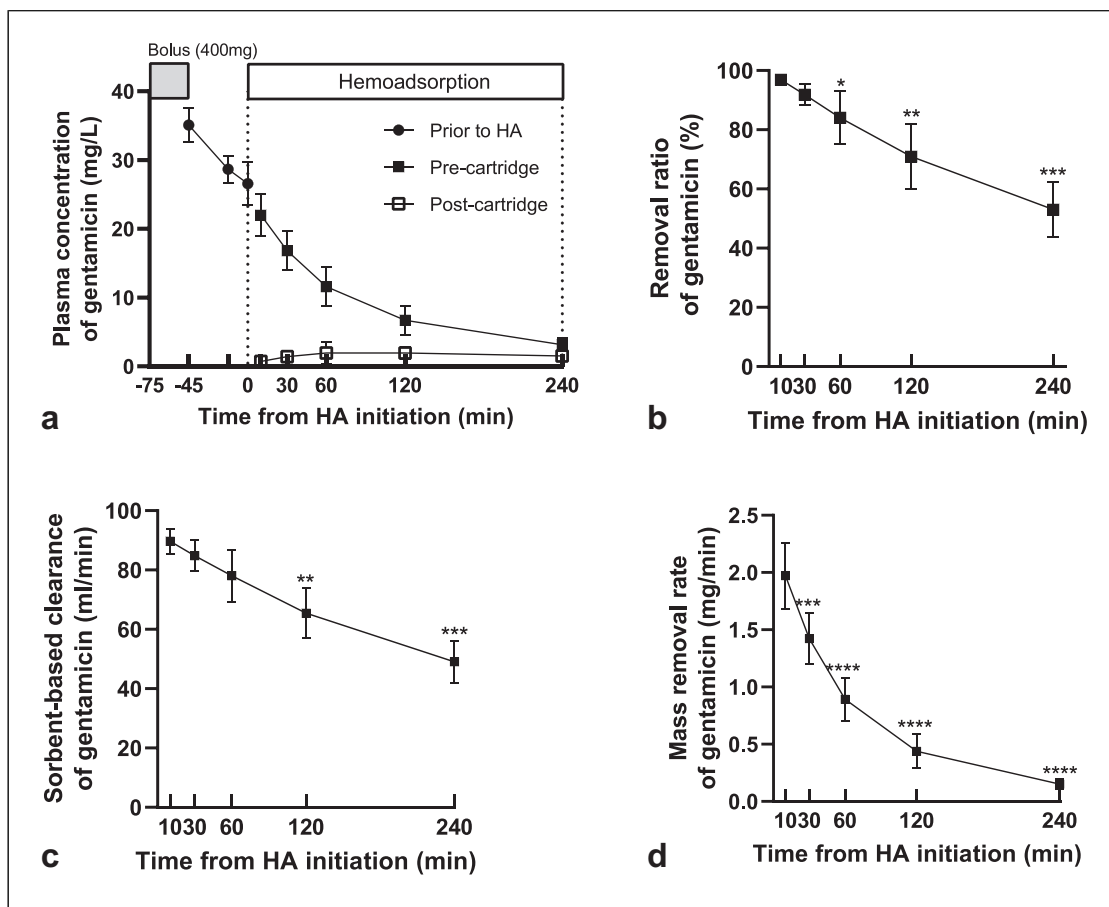 Bolus (400mg)
Hemoadsorption
Plasma concentration
of gentamicin (mg/L)
40
30
20
10
0
Prior to HA
Pre-cartridge
Post-cartridge
-75 -45 0 30 60 120 240
Time from HA initiation (min)
a
Removal ratio
of gentamicin (%)
100
80
60
40
20
0
*
**
***
1030 60 120 240
Time from HA initiation (min)
b
Sorbent-based clearance
of gentamicin (ml/min)
100
80
60
40
20
0
**
***
1030 60 120 240
Time from HA initiation (min)
c
Mass removal rate
of gentamicin (mg/min)
2.5
2.0
1.5
1.0
0.5
0.0
***
****
****
****
1030 60 120 240
Time from HA initiation (min)
d